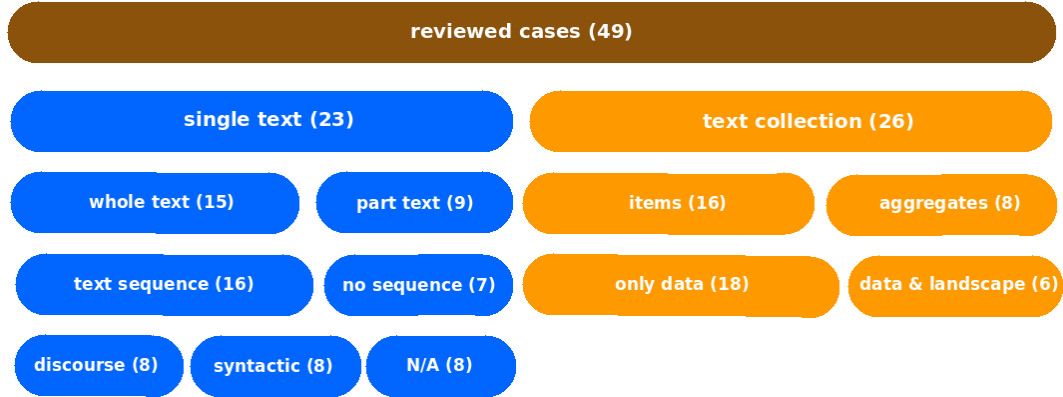 reviewed cases (49)
single text (23)
text collection (26)
whole text (15)
part text (9)
items (16)
aggregates (8)
text sequence (16)
no sequence (7)
only data (18)
data & landscape (6)
discourse (8)
syntactic (8)
N/A (8)